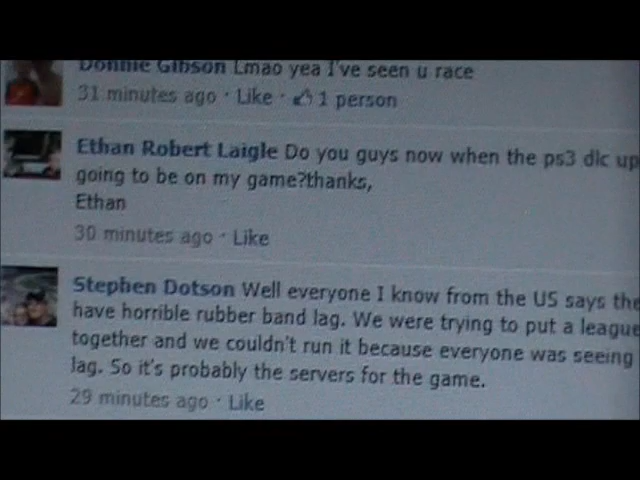 Donnie Gibson Lmao yea I've seen u race
31 minutes ago · Like · 1 person
Ethan Robert Laigle Do you guys now when the ps3 dlc up
going to be on my game?thanks,
Ethan
30 minutes ago · Like
Stephen Dotson Well everyone I know from the US says the
have horrible rubber band lag. We were trying to put a league
together and we couldn't run it because everyone was seeing
lag. So it's probably the servers for the game.
29 minutes ago · Like